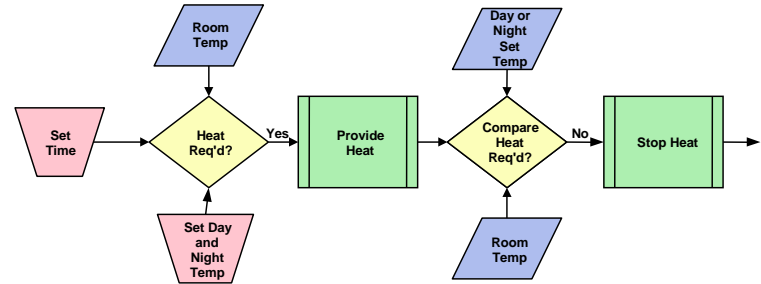 Room
Temp
Day or
Night
Set
Temp
Set
Time
Heat
Req'd?
Yes
Provide
Heat
Compare
Heat
Req'd?
No
Stop Heat
Set Day
and
Night
Temp
Room
Temp